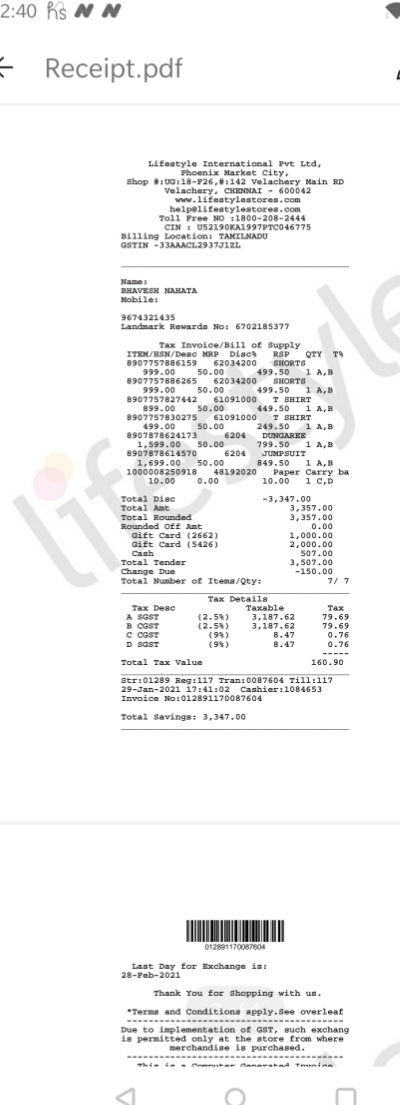 2:40
Receipt.pdf
Lifestyle International Pvt Ltd,
Phoenix Market City,
Shop #:UG:18-F26,#:142 Velachery Main RD
Velachery, CHENNAI - 600042
www.lifestylestores.com
help@lifestylestores.com
Toll Free NO :1800-208-2444
CIN : U52190KA1997PTC046775
Billing Location: TAMILNADU
GSTIN -33AAACL2937J1ZL
Name:
BHAVESH NAHATA
Mobile:
9674321435
Landmark Rewards No: 6702185377
Tax Invoice/Bill of Supply
ITEM/HSN/Desc MRP Disc% RSP QTY T%
8907757886159 62034200 SHORTS
999.00 50.00 499.50 1 A,B
8907757886265 62034200 SHORTS
999.00 50.00 499.50 1 A,B
8907757827442 61091000 T SHIRT
899.00 50.00 449.50 1 A,B
8907757830275 61091000 T SHIRT
499.00 50.00 249.50 1 A,B
8907878624173 6204 DUNGAREE
1,599.00 50.00 799.50 1 A,B
8907878614570 6204 JUMPSUIT
1,699.00 50.00 849.50 1 A,B
1000008250918 48192020 Paper Carry ba
10.00 0.00 10.00 1 C,D
Total Disc -3,347.00
Total Amt 3,357.00
Total Rounded 3,357.00
Rounded Off Amt 0.00
Gift Card (2662) 1,000.00
Gift Card (5426) 2,000.00
Cash 507.00
Total Tender 3,507.00
Change Due -150.00
Total Number of Items/Qty: 7/ 7
Tax Details
Tax Desc Taxable Tax
A SGST (2.5%) 3,187.62 79.69
B CGST (2.5%) 3,187.62 79.69
C CGST (9%) 8.47 0.76
D SGST (9%) 8.47 0.76
-----
Total Tax Value 160.90
Str:01289 Reg:117 Tran:0087604 Till:117
29-Jan-2021 17:41:02 Cashier:1084653
Invoice No:012891170087604
Total Savings: 3,347.00
lifestyle
012891170087604
Last Day for Exchange is:
28-Feb-2021
Thank You for Shopping with us.
*Terms and Conditions apply.See overleaf
Due to implementation of GST, such exchang
is permitted only at the store from where
merchandise is purchased.
This is a Computer Generated Invoice